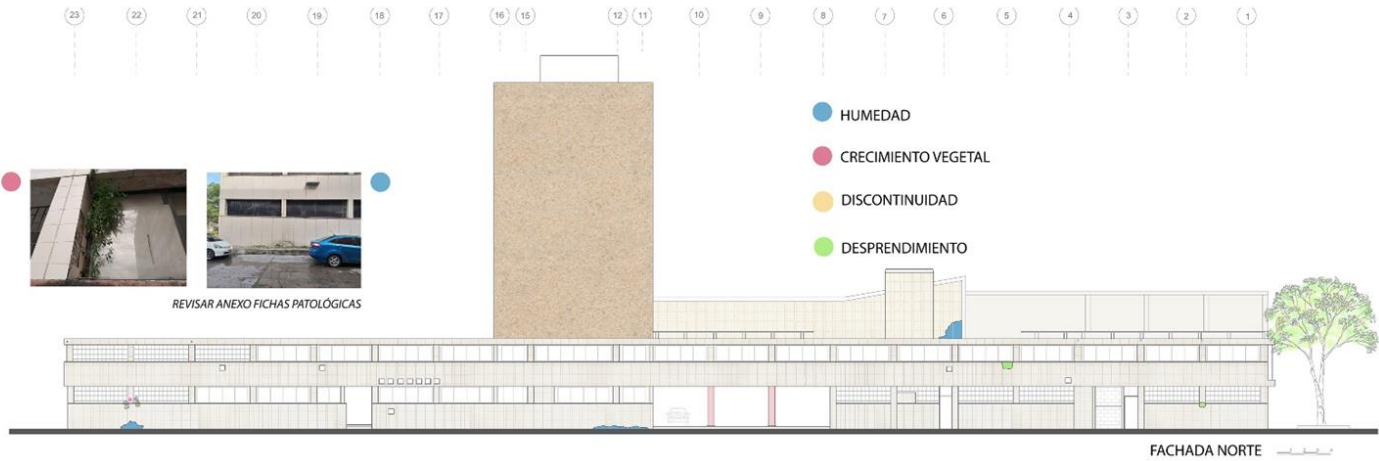 23 22 21 20 19 18 17 16 15 12 11 10 9 8 7 6 5 4 3 2 1
HUMEDAD
CRECIMIENTO VEGETAL
DISCONTINUIDAD
DESPRENDIMIENTO
REVISAR ANEXO FICHAS PATOLÓGICAS
FACHADA NORTE